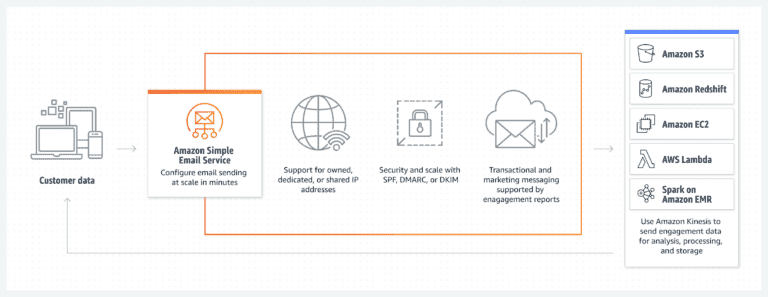 Customer data
Amazon Simple
Email Service
Configure email sending
at scale in minutes
Support for owned,
dedicated, or shared IP
addresses
Security and scale with
SPF, DMARC, or DKIM
Transactional and
marketing messaging
supported by
enagagement reports
Amazon S3
Amazon Redshift
Amazon EC2
AWS Lambda
Spark on
Amazon EMR
Use Amazon Kinesis to
send engagement data
for analysis, processing,
and storage